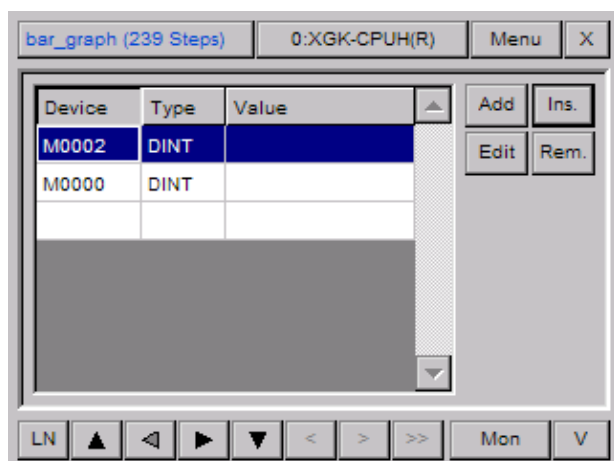 bar_graph (239 Steps) 0:XGK-CPUH(R) Menu X
Device Type Value Add Ins.
M0002 DINT Edit Rem.
M0000 DINT
LN < > >> Mon V